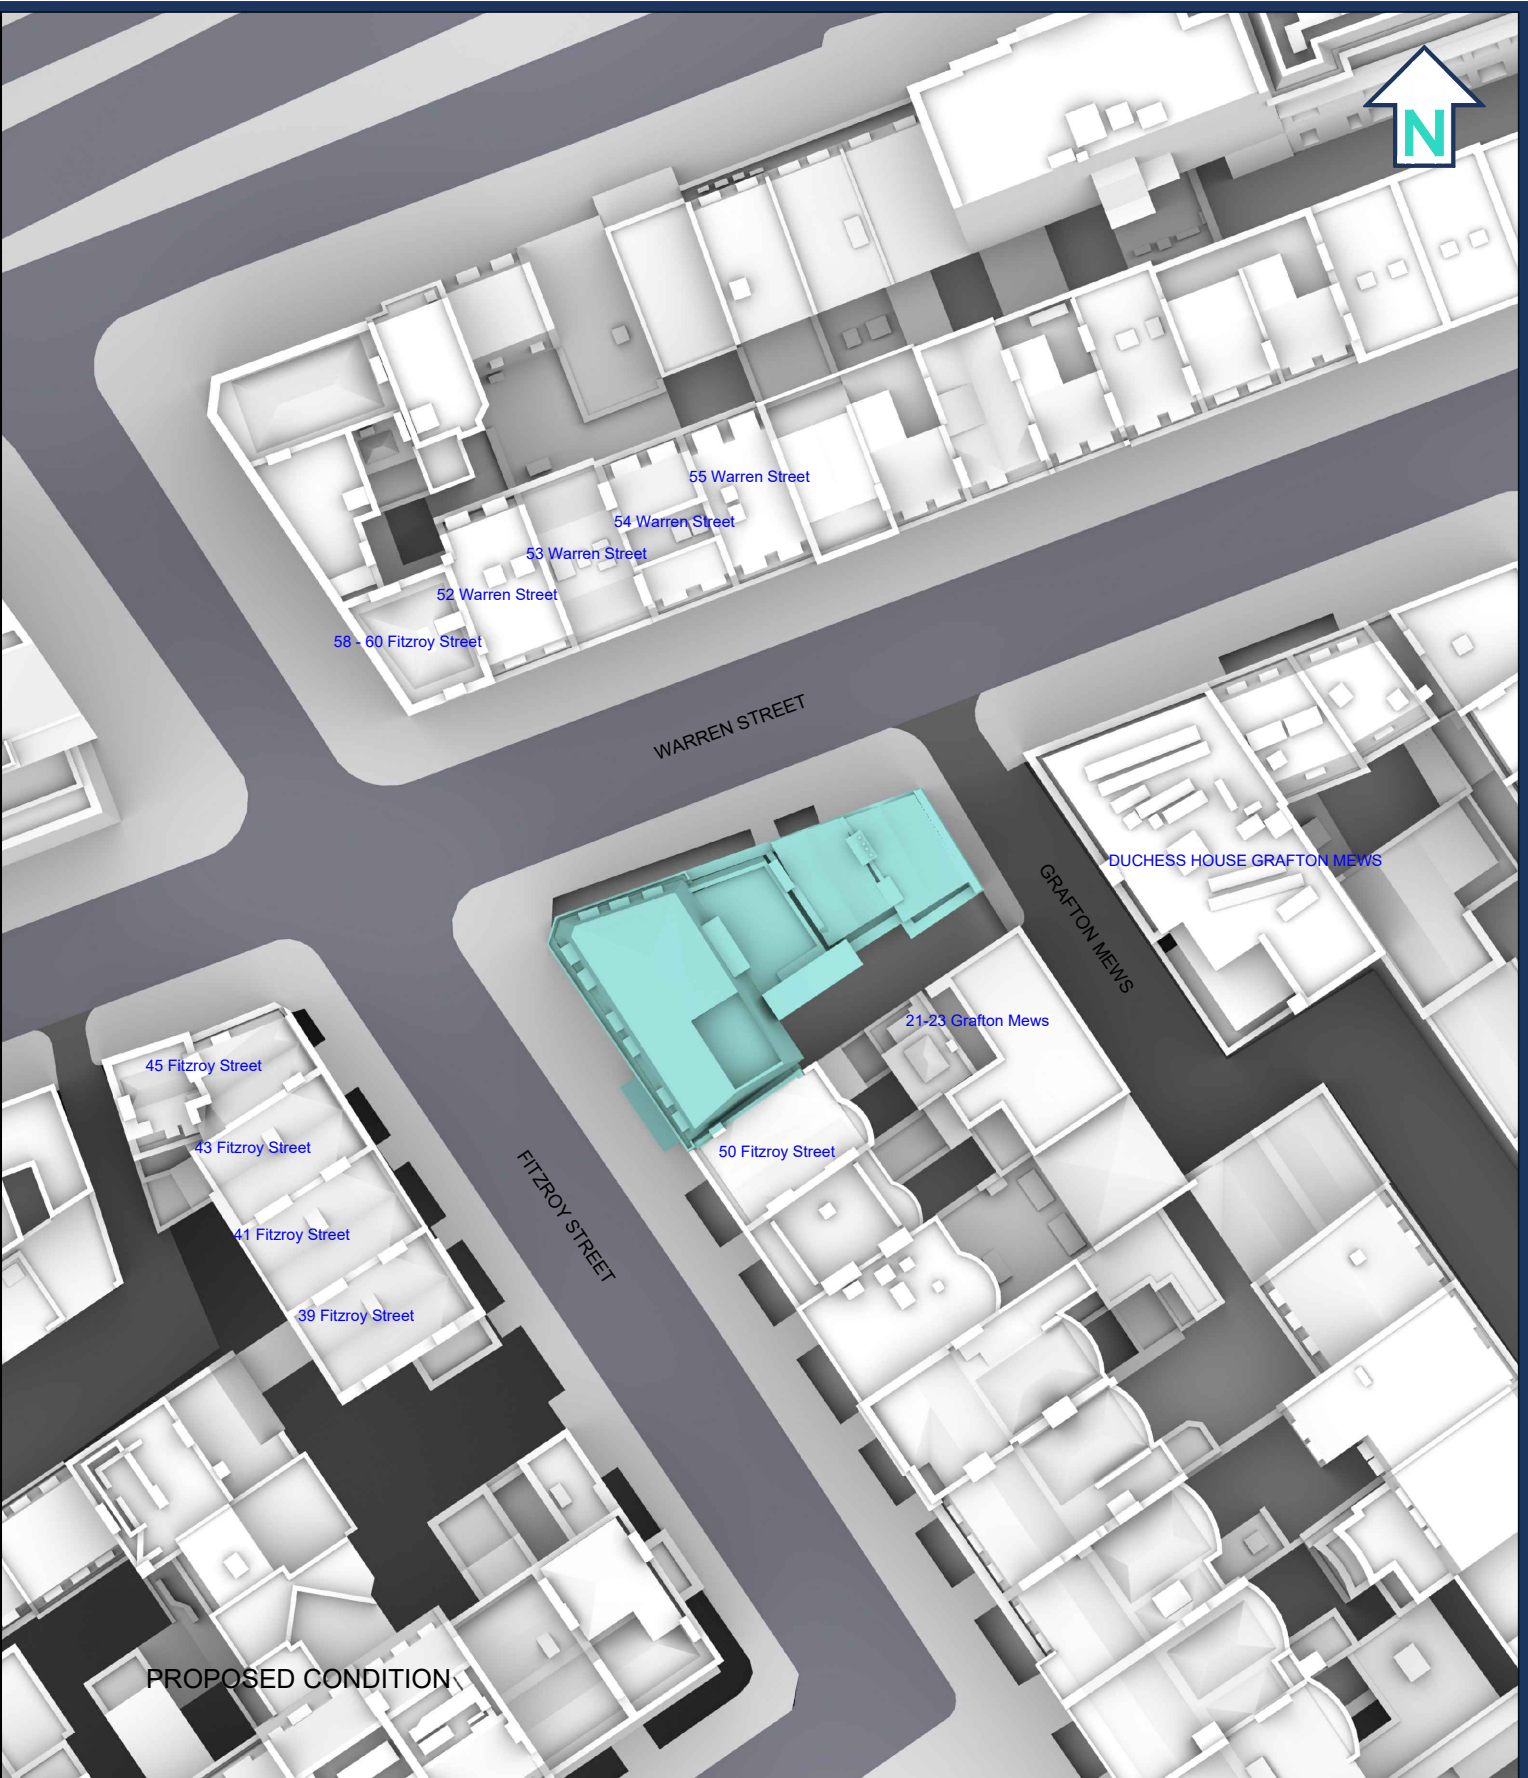 N
55 Warren Street
54 Warren Street
53 Warren Street
52 Warren Street
58 - 60 Fitzroy Street
WARREN STREET
DUCHESS HOUSE GRAFTON MEWS
GRAFTON MEWS
21-23 Grafton Mews
45 Fitzroy Street
43 Fitzroy Street
50 Fitzroy Street
FITZROY STREET
41 Fitzroy Street
39 Fitzroy Street
PROPOSED CONDITION